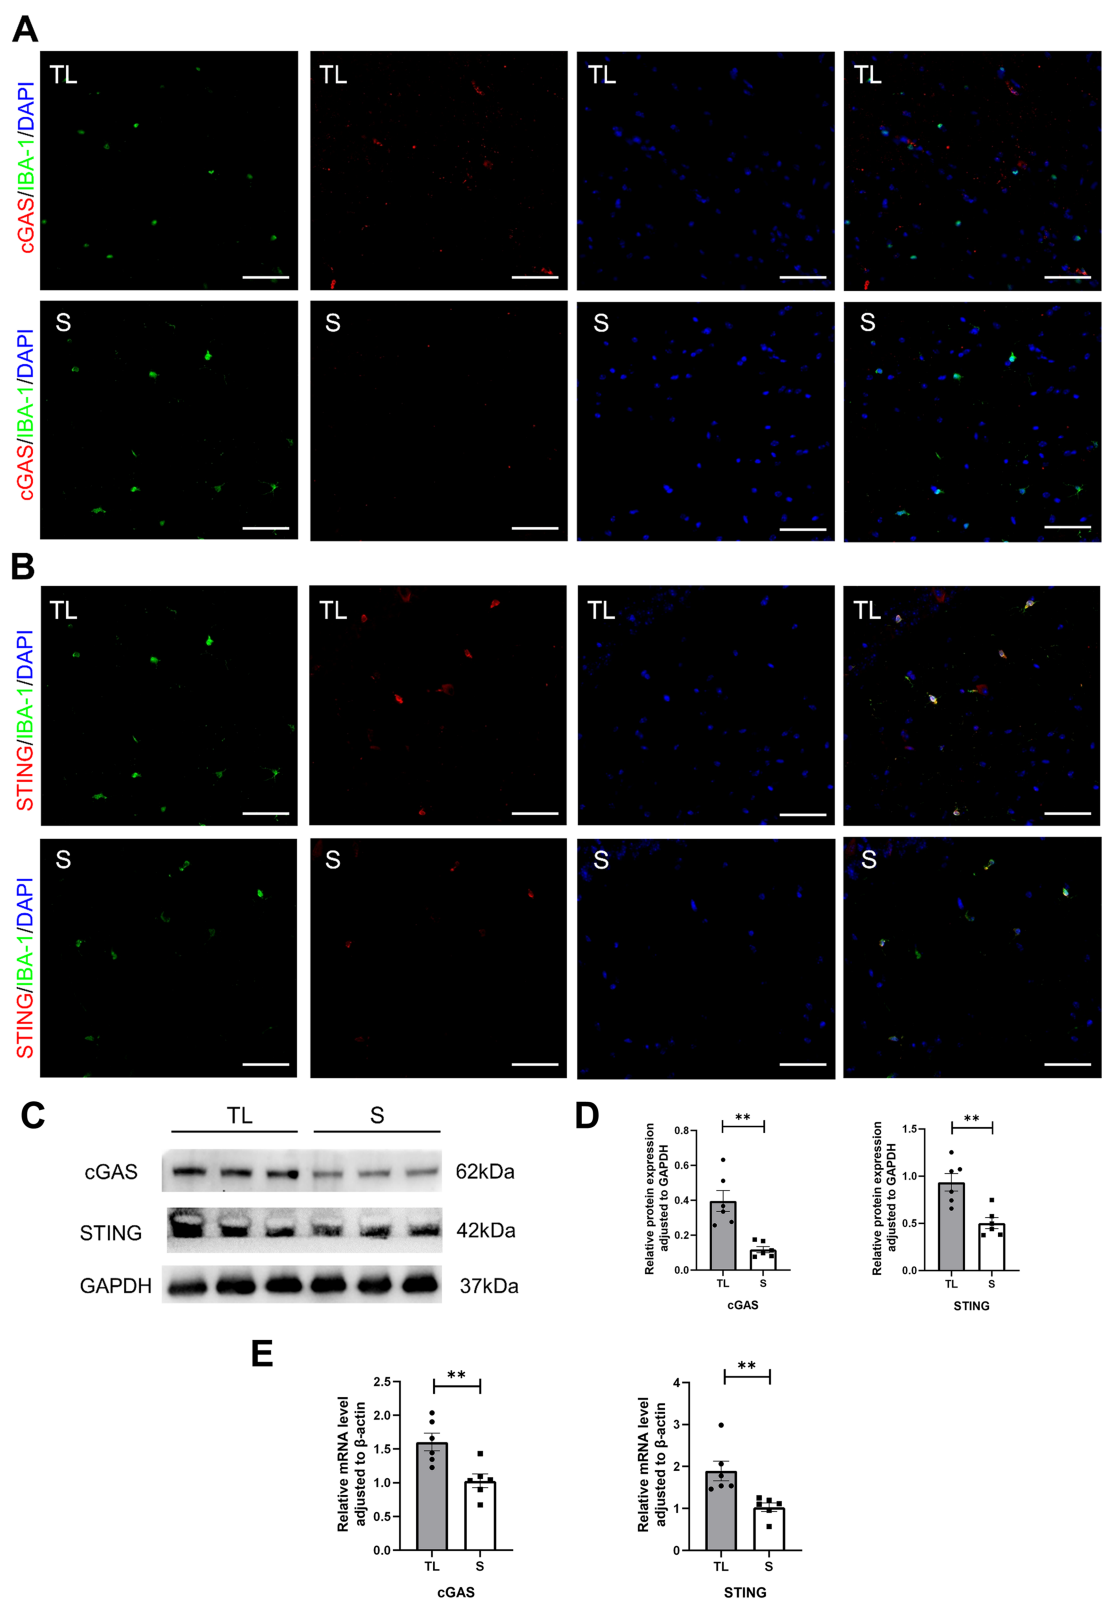 A
cGAS/IBA-1/DAPI
TL
TL
TL
TL
cGAS/IBA-1/DAPI
S
S
S
S
B
STING/IBA-1/DAPI
TL
TL
TL
TL
STING/IBA-1/DAPI
S
S
S
S
C
TL
S
cGAS
62kDa
STING
42kDa
GAPDH
37kDa
D
Relative protein expression
adjusted to GAPDH
0.8
0.6
0.4
0.2
0.0
**
TL
S
cGAS
Relative protein expression
adjusted to GAPDH
1.5
1.0
0.5
0.0
**
TL
S
STING
E
Relative mRNA level
adjusted to β-actin
2.5
2.0
1.5
1.0
0.5
0.0
**
TL
S
cGAS
Relative mRNA level
adjusted to β-actin
4
3
2
1
0
**
TL
S
STING